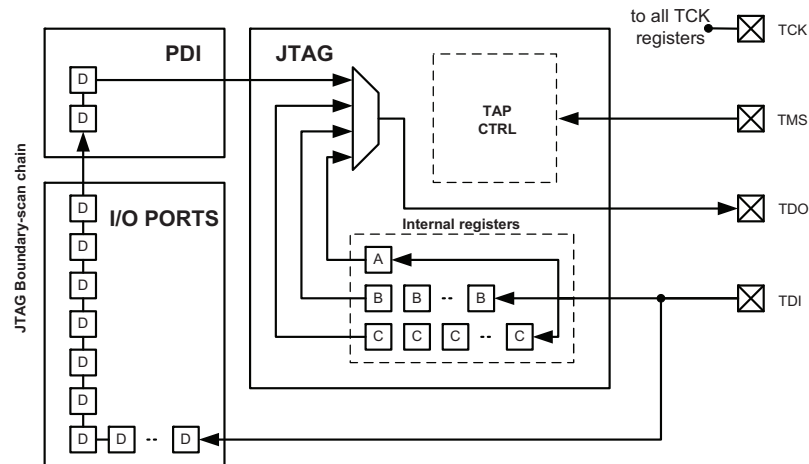 to all TCK
registers
TCK
PDI
JTAG
D
D
TAP
CTRL
TMS
JTAG Boundary-scan chain
I/O PORTS
D
D
D
D
D
D -- D
D
TDO
Internal registers
A
B B -- B
C C C -- C
TDI